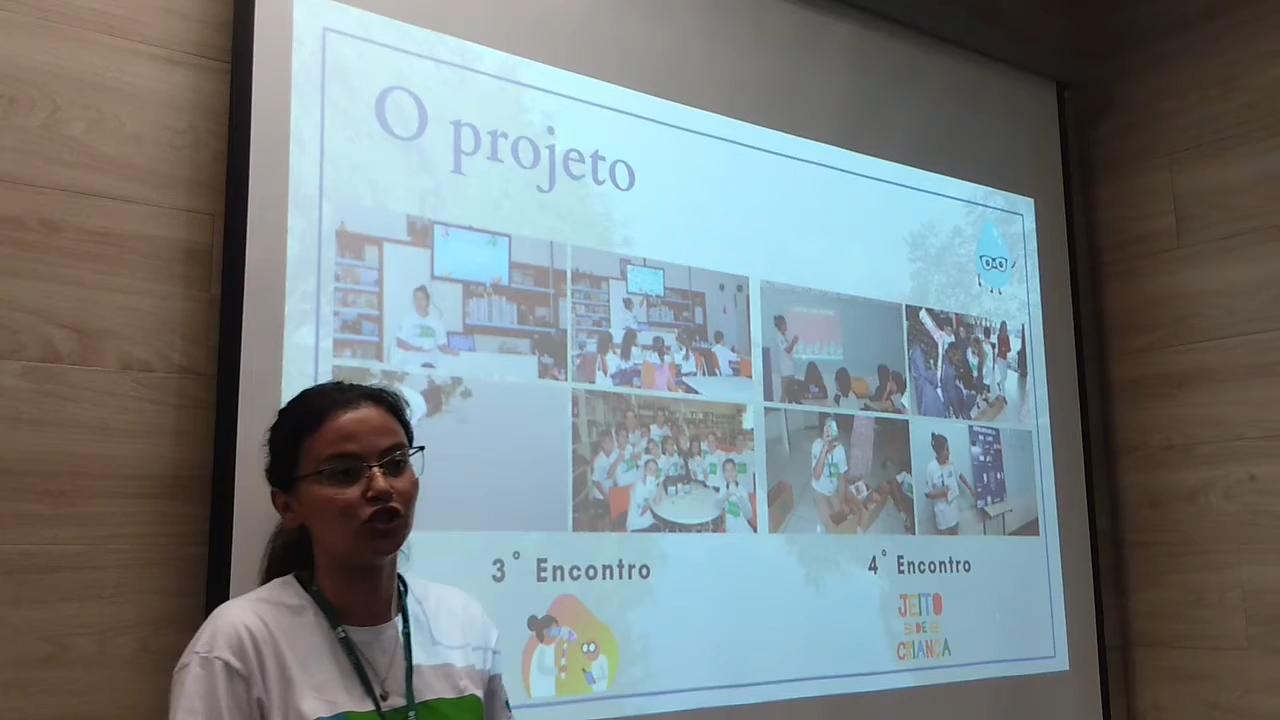 O projeto
3° Encontro
4° Encontro
JEITO
DE
CRIANÇA